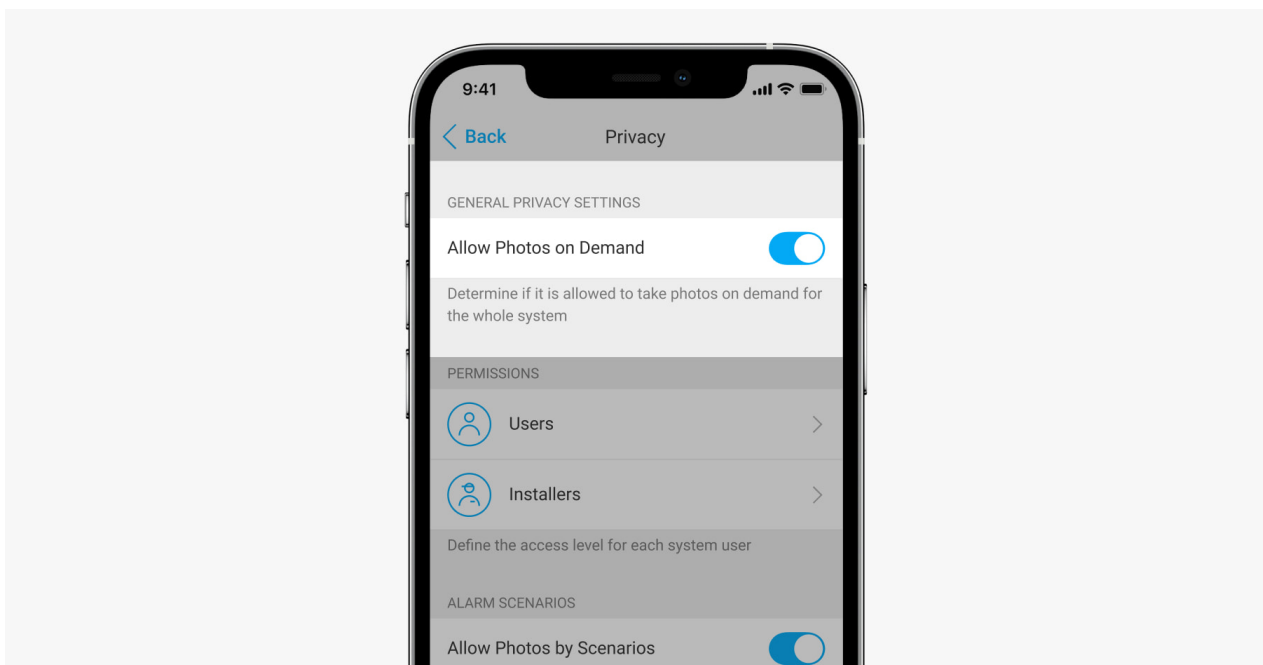 9:41
Back
Privacy
GENERAL PRIVACY SETTINGS
Allow Photos on Demand
Determine if it is allowed to take photos on demand for
the whole system
PERMISSIONS
Users
Installers
Define the access level for each system user
ALARM SCENARIOS
Allow Photos by Scenarios